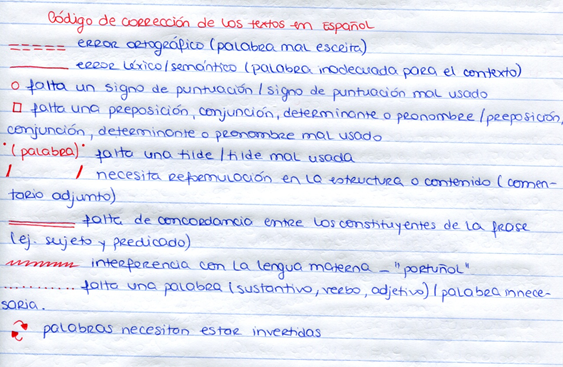 Código de corrección de los textos en Español
===== error ortográfico (palabra mal escrita)
_____ error léxico/semántico (palabra inadecuada para el contexto)
o falta un signo de puntuación / signo de puntuación mal usado
□ falta una preposición, conjunción, determinante o pronombre / preposición,
conjunción, determinante o pronombre mal usado
"(palabra)" falta una tilde / tilde mal usada
/ / necesita reformulación en la estructura o contenido (comen-
tario adjunto)
falta de concordancia entre los constituyentes de la frase
(ej. sujeto y predicado)
interferencia con la lengua materna - "portuñol"
.............. falta una palabra (sustantivo, verbo, adjetivo) / palabra innece-
saria.
palabras necesitan estar invertidas